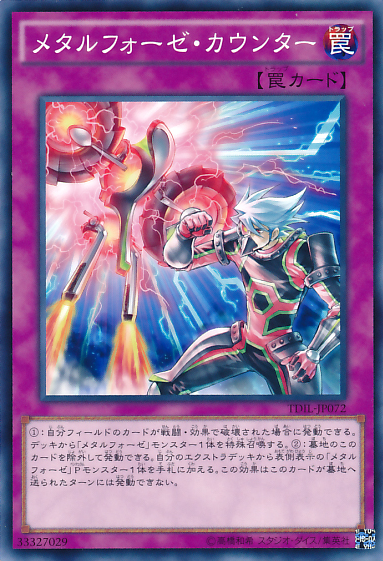 メタルフォーゼ・カウンター
トラップ
罠
トラップ
【罠カード】
TDIL-JP072
①:自分フィールドのカードが戦闘・効果で破壊された場合に発動できる。
デッキから「メタルフォーゼ」モンスター1体を特殊召喚する。②:墓地のこの
カードを除外して発動できる。自分のエクストラデッキから表側表示の「メタ
ルフォーゼ」Pモンスター1体を手札に加える。この効果はこのカードが墓地へ
送られたターンには発動できない。
33327029
©高橋和希 スタジオ・ダイス/集英社